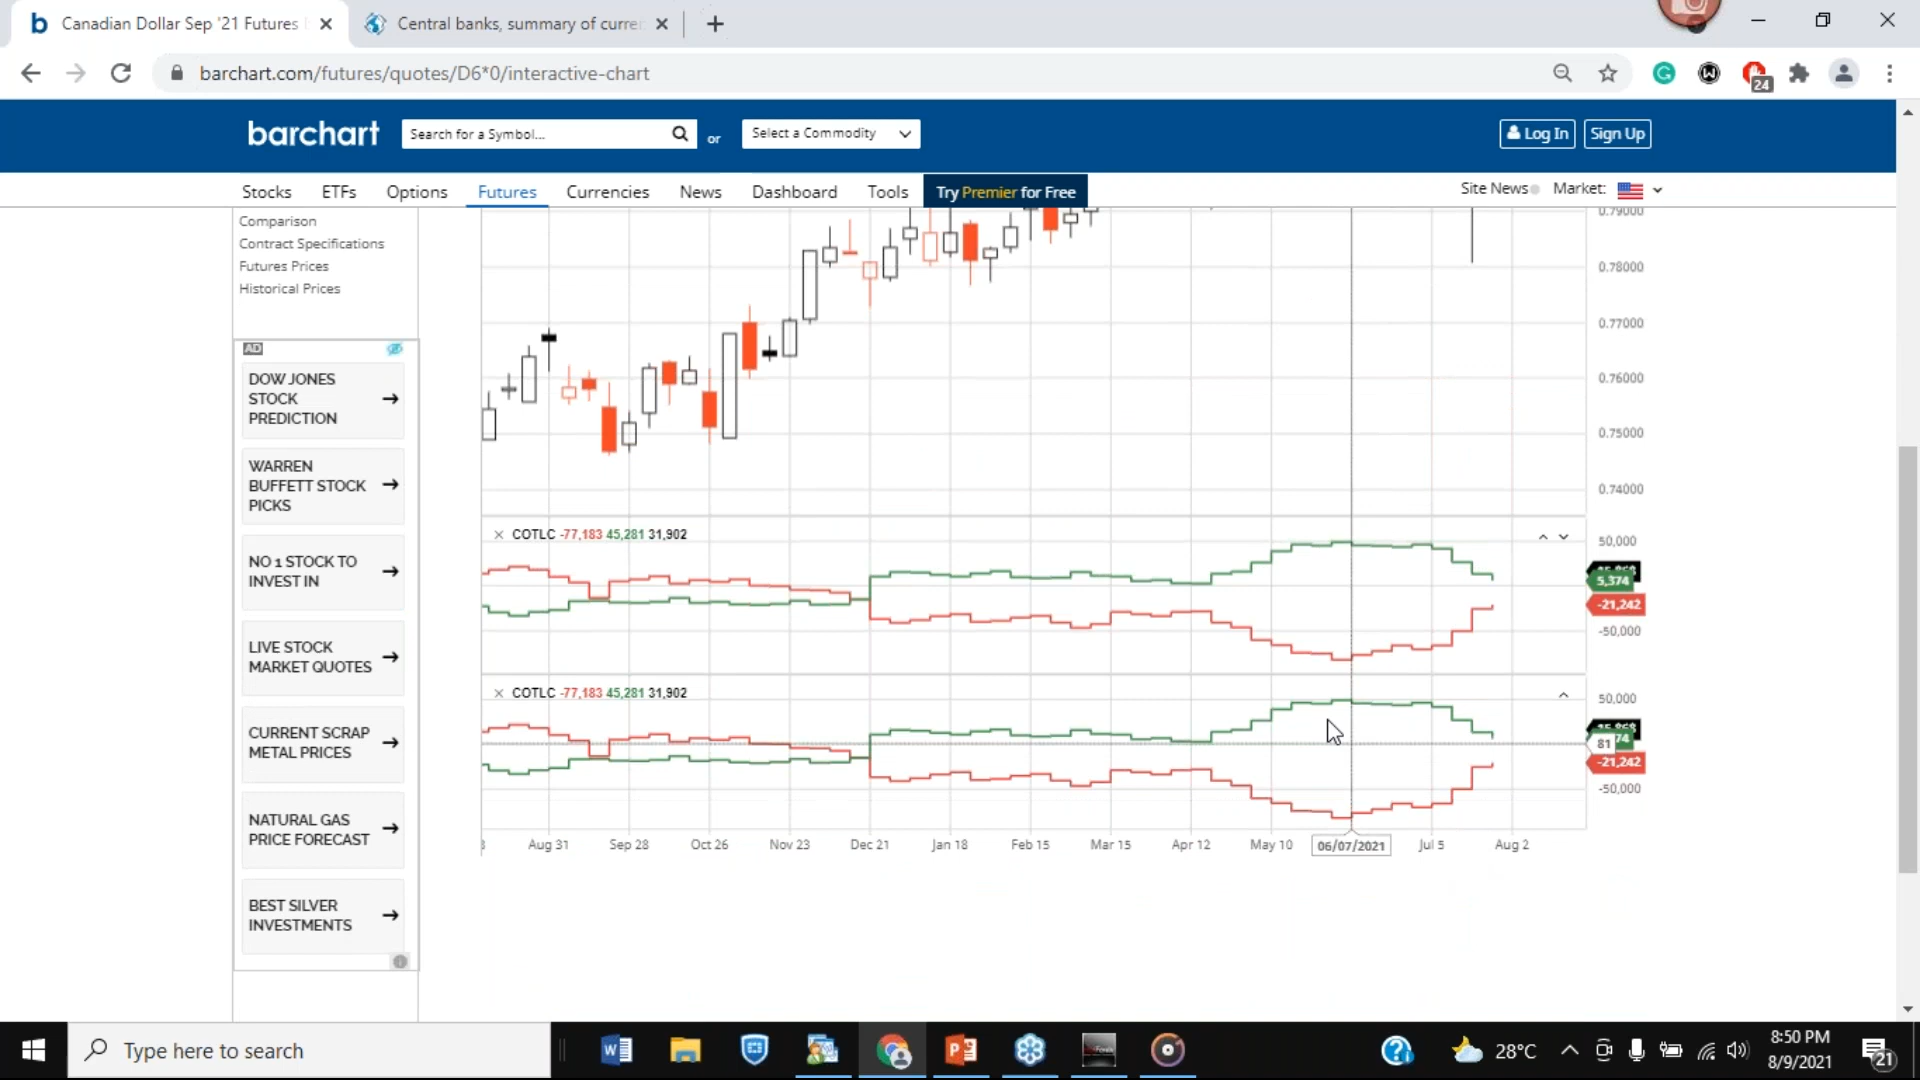 Canadian Dollar Sep '21 Futures
Central banks, summary of curre
barchart.com/futures/quotes/D6*0/interactive-chart
24
barchart
Search for a Symbol...
or
Select a Commodity
Log In
Sign Up
Stocks
ETFs
Options
Futures
Currencies
News
Dashboard
Tools
Try Premier for Free
Site News
Market:
Comparison
Contract Specifications
Futures Prices
Historical Prices
AD
DOW JONES
STOCK
PREDICTION
WARREN
BUFFETT STOCK
PICKS
NO 1 STOCK TO
INVEST IN
LIVE STOCK
MARKET QUOTES
CURRENT SCRAP
METAL PRICES
NATURAL GAS
PRICE FORECAST
BEST SILVER
INVESTMENTS
0.79000
0.78000
0.77000
0.76000
0.75000
0.74000
COTLC -77,183 45,281 31,902
50,000
5,374
-21,242
-50,000
COTLC -77,183 45,281 31,902
50,000
81
74
-21,242
-50,000
Aug 31
Sep 28
Oct 26
Nov 23
Dec 21
Jan 18
Feb 15
Mar 15
Apr 12
May 10
06/07/2021
Jul 5
Aug 2
Type here to search
28°C
8:50 PM
8/9/2021
21